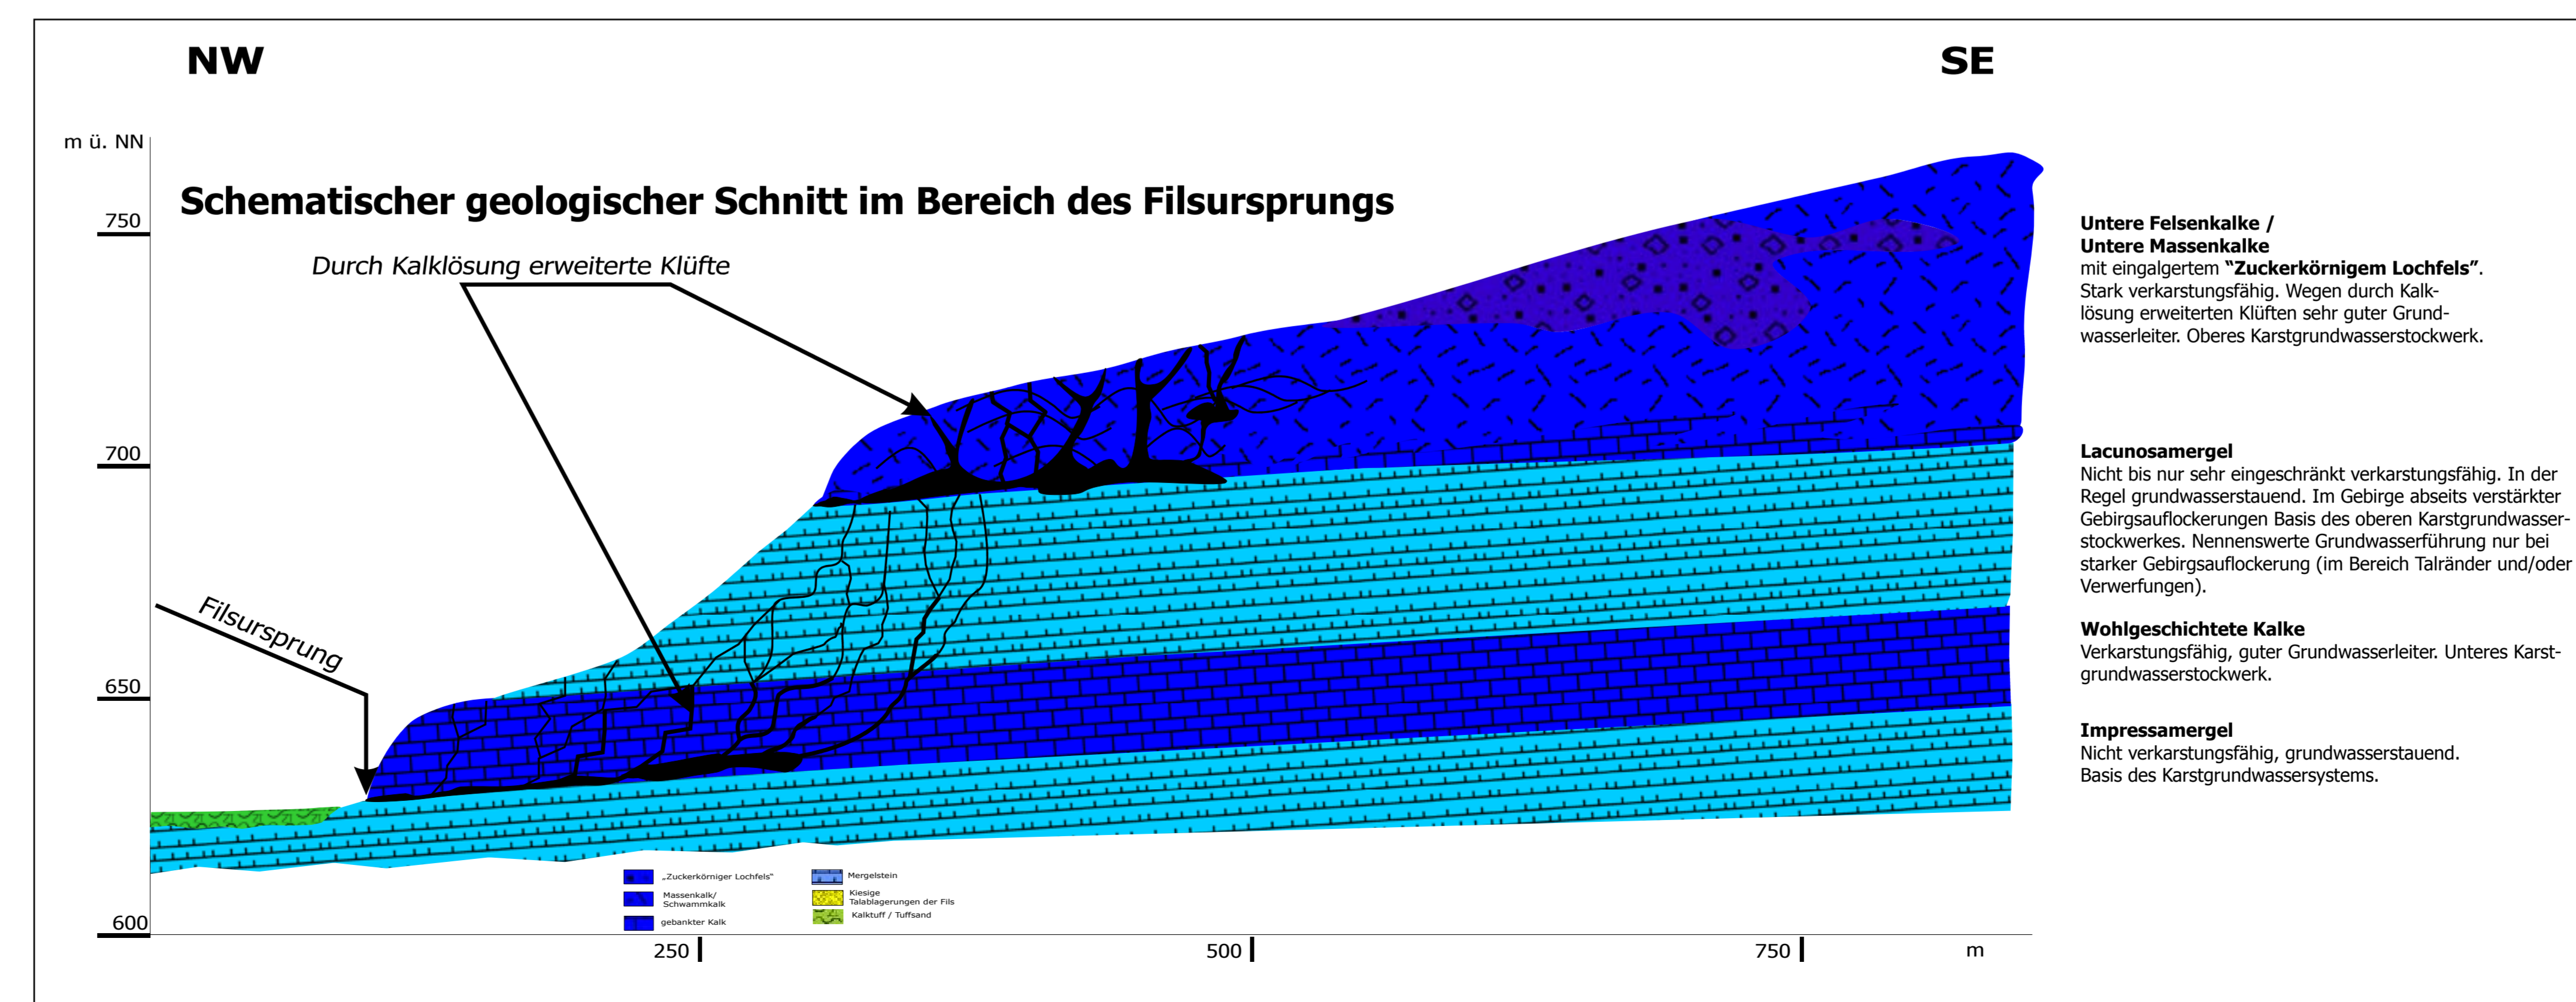 NW
SE
m ü. NN
Schematischer geologischer Schnitt im Bereich des Filsursprungs
750
Durch Kalklösung erweiterte Klüfte
700
Filsursprung
650
600
250
500
750
m
Untere Felsenkalke /
Untere Massenkalke
mit eingalgertem “Zuckerkörnigem Lochfels”.
Stark verkarstungsfähig. Wegen durch Kalk-
lösung erweiterten Klüften sehr guter Grund-
wasserleiter. Oberes Karstgrundwasserstockwerk.
Lacunosamergel
Nicht bis nur sehr eingeschränkt verkarstungsfähig. In der
Regel grundwasserstauend. Im Gebirge abseits verstärkter
Gebirgsauflockerungen Basis des oberen Karstgrundwasser-
stockwerkes. Nennenswerte Grundwasserführung nur bei
starker Gebirgsauflockerung (im Bereich Talränder und/oder
Verwerfungen).
Wohlgeschichtete Kalke
Verkarstungsfähig, guter Grundwasserleiter. Unteres Karst-
grundwasserstockwerk.
Impressamergel
Nicht verkarstungsfähig, grundwasserstauend.
Basis des Karstgrundwassersystems.
„Zuckerkörniger Lochfels“
Massenkalk/
Schwammkalk
gebankter Kalk
Mergelstein
Kiesige
Talablagerungen der Fils
Kalktuff / Tuffsand